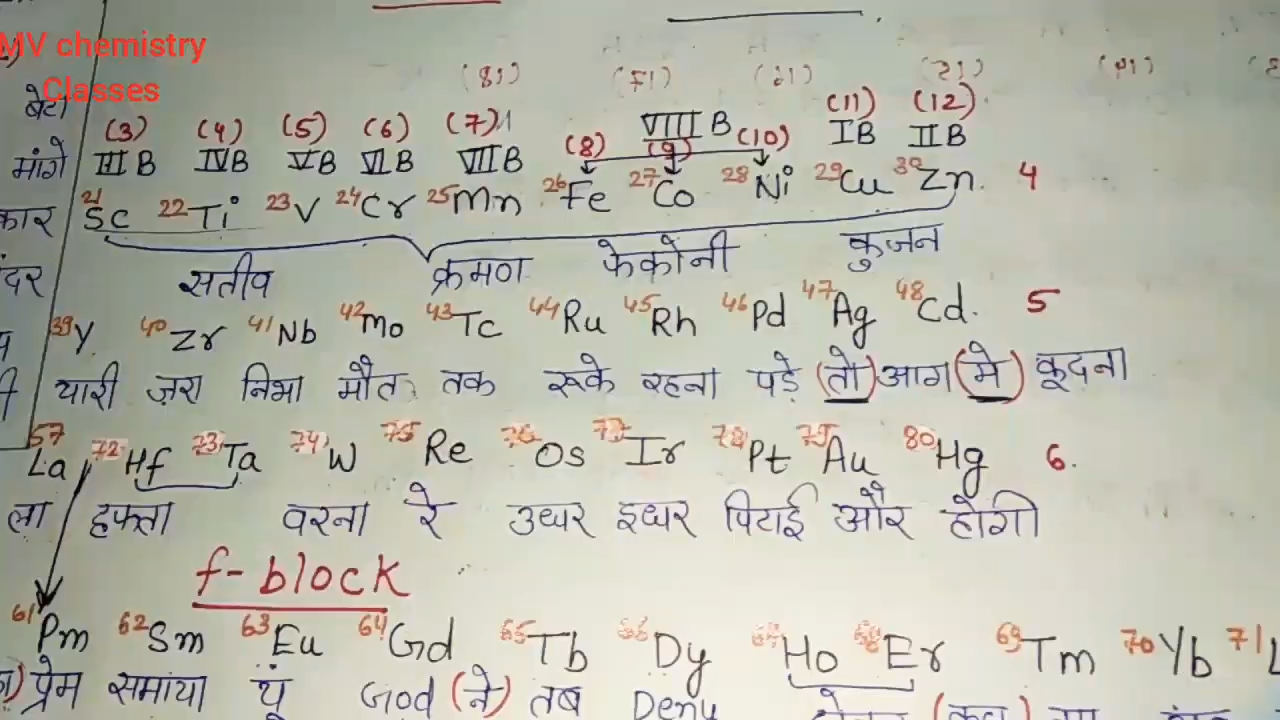 MV chemistry
Classes
बेटा
(3) (4) (5) (6) (7) (8) (9) (10) (11) (12)
मांगे III B IV B V B VI B VII B VIII B I B II B
कार 21Sc 22Ti 23V 24Cr 25Mn 26Fe 27Co 28Ni 29Cu 30Zn. 4
ंदर सतीव क्रमण फेकोनी कुजन
39Y 40Zr 41Nb 42Mo 43Tc 44Ru 45Rh 46Pd 47Ag 48Cd. 5
यारी ज़रा निभा मौत तक रूके रहना पड़े (तो) आग (मे) कूदना
57La 72Hf 73Ta 74W 75Re 76Os 77Ir 78Pt 79Au 80Hg 6.
ला हफ्ता वरना रे उधर इधर पिटाई और होगी
f-block
61Pm 62Sm 63Eu 64Gd 65Tb 66Dy 67Ho 68Er 69Tm 70Yb 71L
प्रेम समाया यूं God (ने) तब Deny